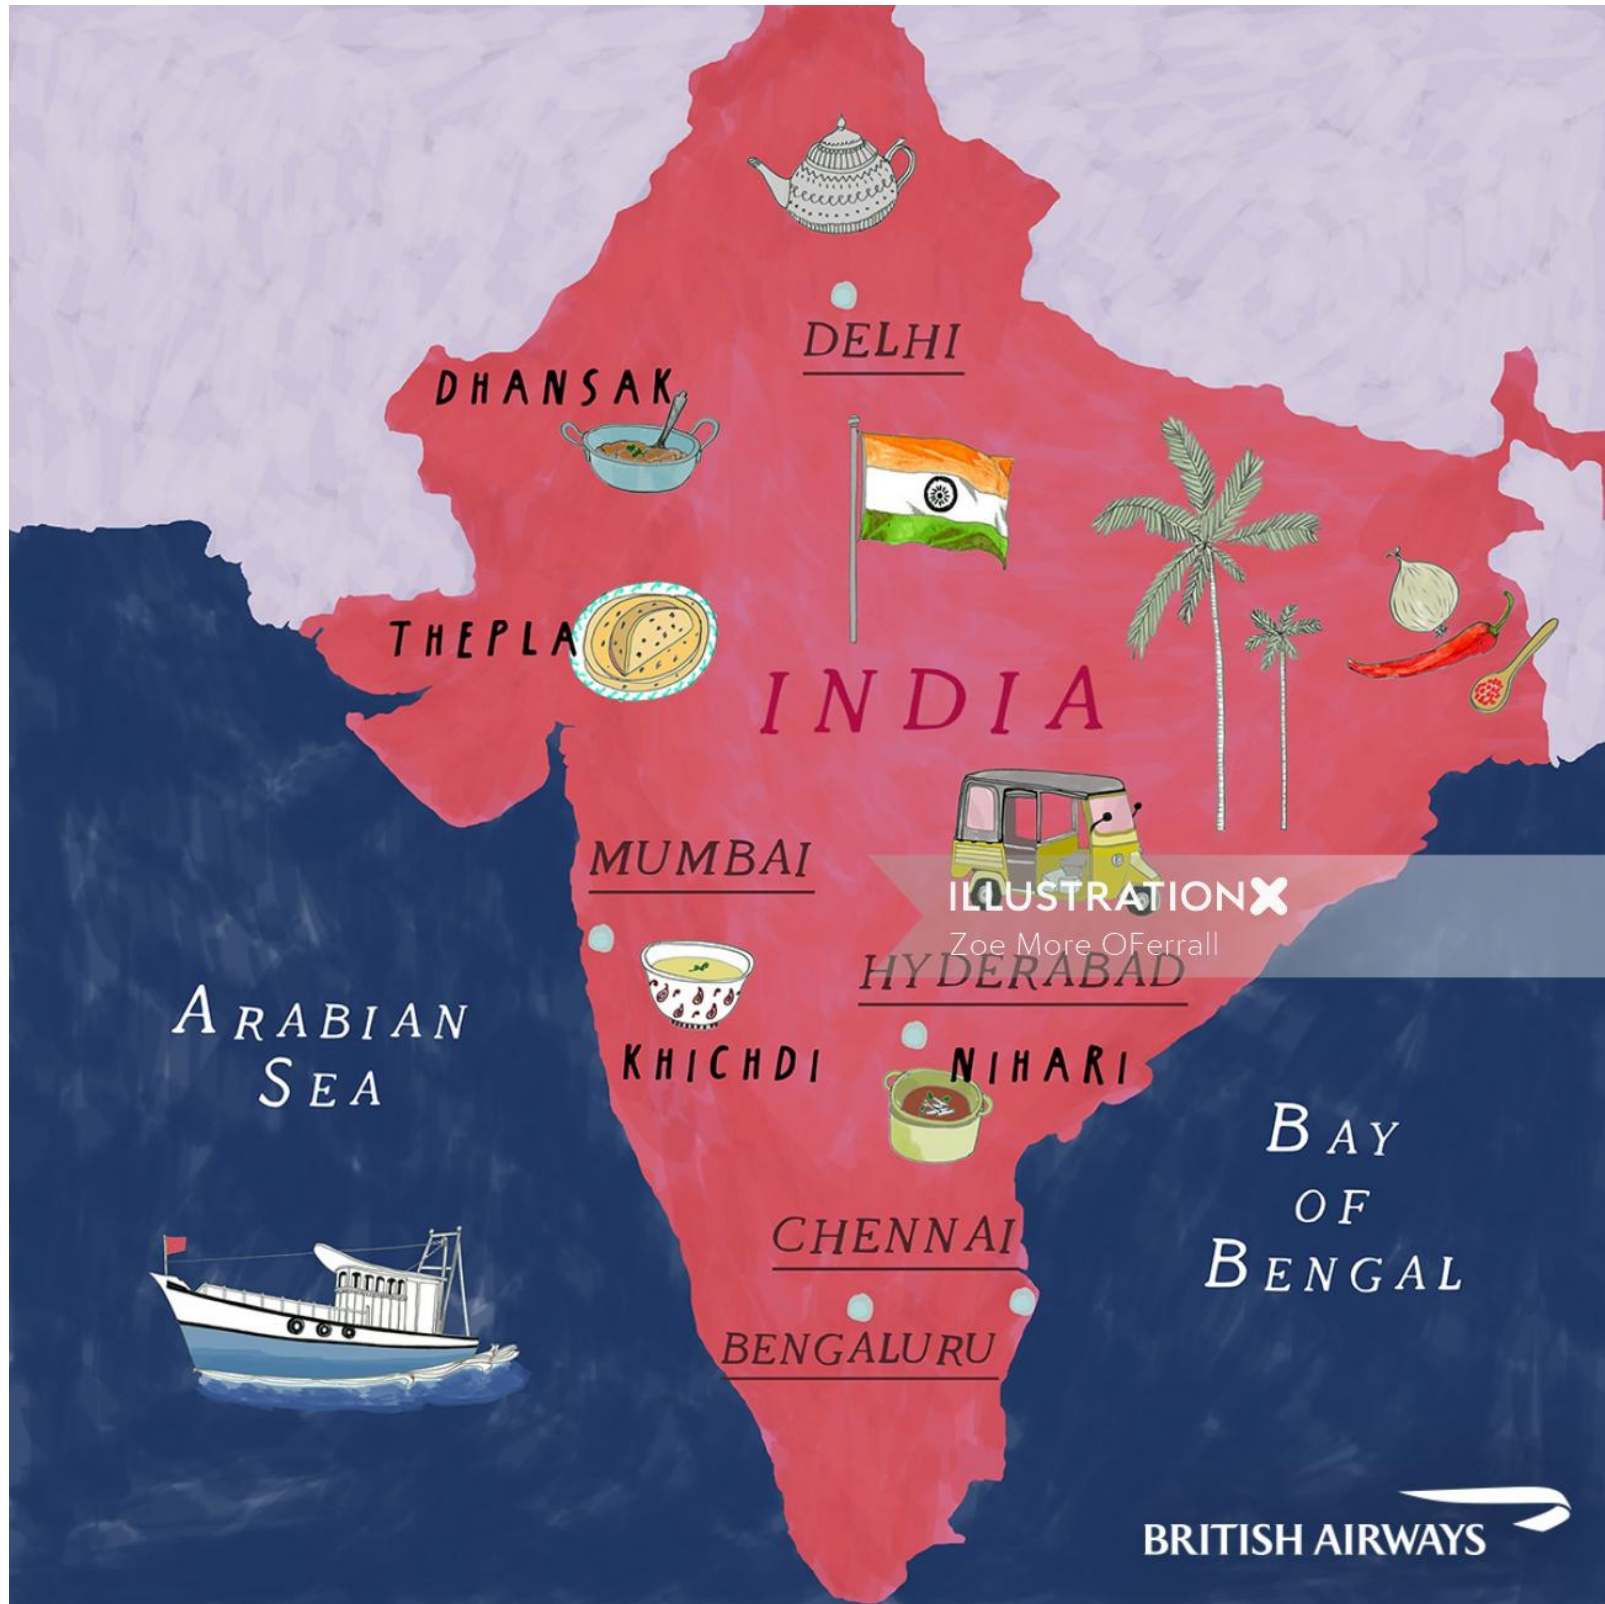 DELHI
DHANSAK
THEPLA
INDIA
MUMBAI
ILLUSTRATIONX
Zoe More OFerrall
HYDERABAD
ARABIAN
SEA
KHICHDI
NIHARI
BAY
OF
BENGAL
CHENNAI
BENGALURU
BRITISH AIRWAYS